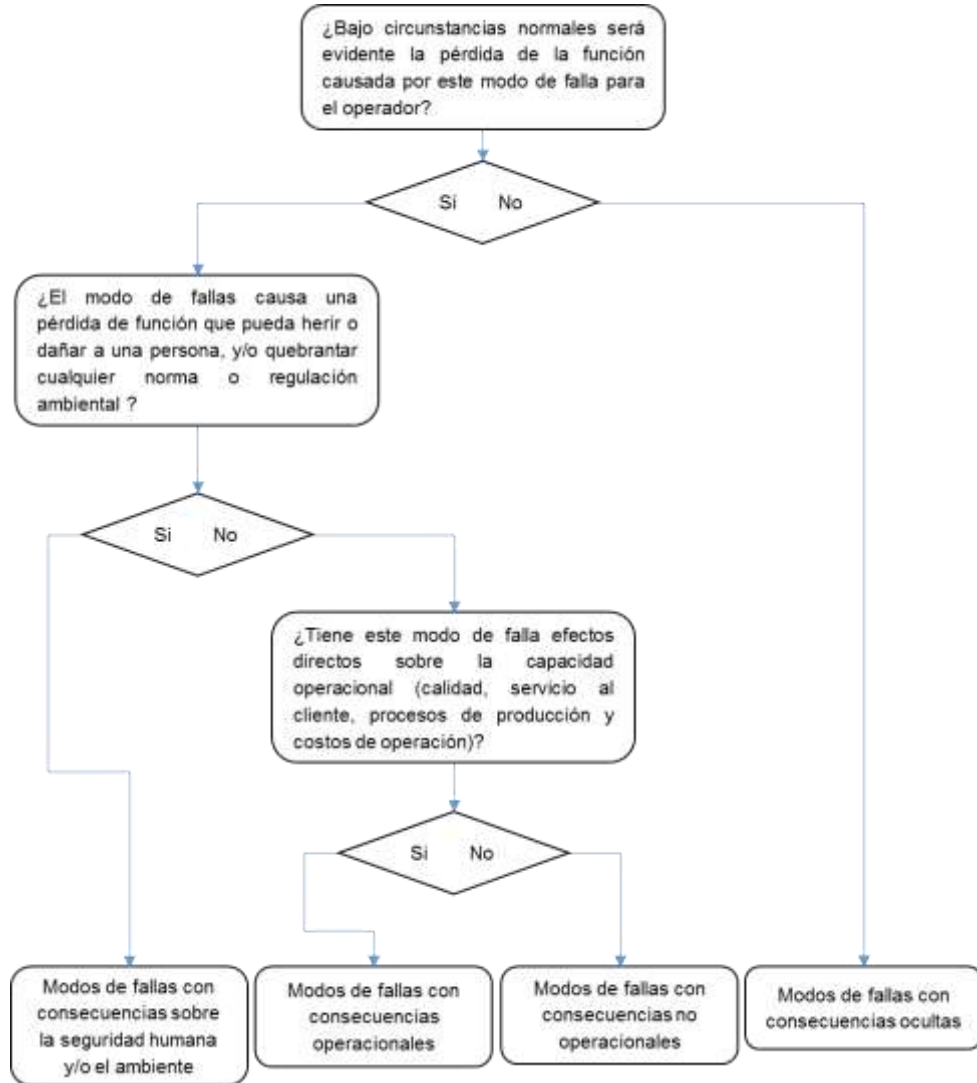 ¿Bajo circunstancias normales será
evidente la pérdida de la función
causada por este modo de falla para
el operador?
Sí No
¿El modo de fallas causa una
pérdida de función que pueda herir o
dañar a una persona, y/o quebrantar
cualquier norma o regulación
ambiental ?
Si No
¿Tiene este modo de falla efectos
directos sobre la capacidad
operacional (calidad, servicio al
cliente, procesos de producción y
costos de operación)?
Si No
Modos de fallas con
consecuencias sobre
la seguridad humana
y/o el ambiente
Modos de fallas con
consecuencias
operacionales
Modos de fallas con
consecuencias no
operacionales
Modos de fallas con
consecuencias ocultas